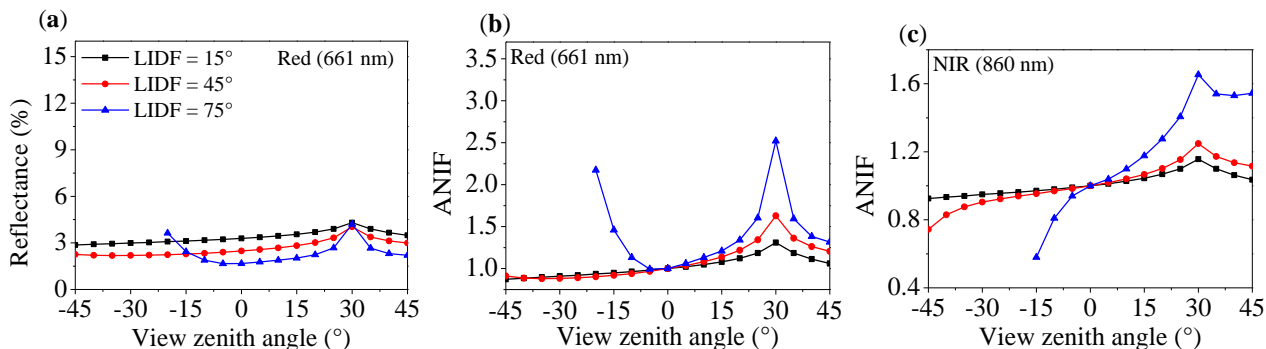 (a)
Reflectance (%)
15
12
9
6
3
0
LIDF = 15°
LIDF = 45°
LIDF = 75°
Red (661 nm)
-45 -30 -15 0 15 30 45
View zenith angle (°)
(b)
ANIF
3.5
3.0
2.5
2.0
1.5
1.0
Red (661 nm)
-45 -30 -15 0 15 30 45
View zenith angle (°)
(c)
ANIF
1.6
1.2
0.8
0.4
NIR (860 nm)
-45 -30 -15 0 15 30 45
View zenith angle (°)